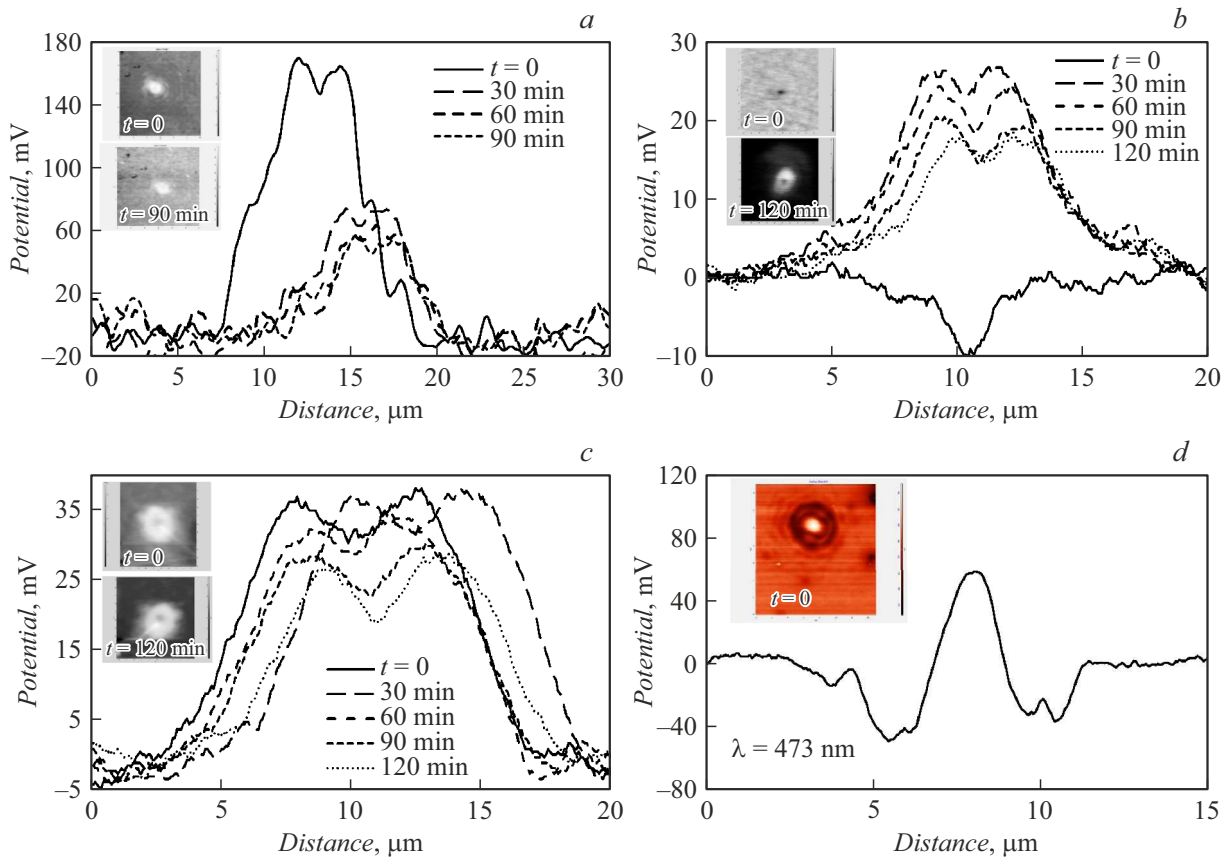 a
180
140
100
60
20
–20
Potential, mV
0
5
10
15
20
25
30
Distance, μm
t = 0
30 min
60 min
90 min
t = 0
t = 90 min
b
30
20
10
0
–10
Potential, mV
0
5
10
15
20
Distance, μm
t = 0
30 min
60 min
90 min
120 min
t = 0
t = 120 min
c
35
25
15
5
–5
Potential, mV
0
5
10
15
20
Distance, μm
t = 0
30 min
60 min
90 min
120 min
t = 0
t = 120 min
d
120
80
40
0
–40
–80
Potential, mV
0
5
10
15
Distance, μm
t = 0
λ = 473 nm